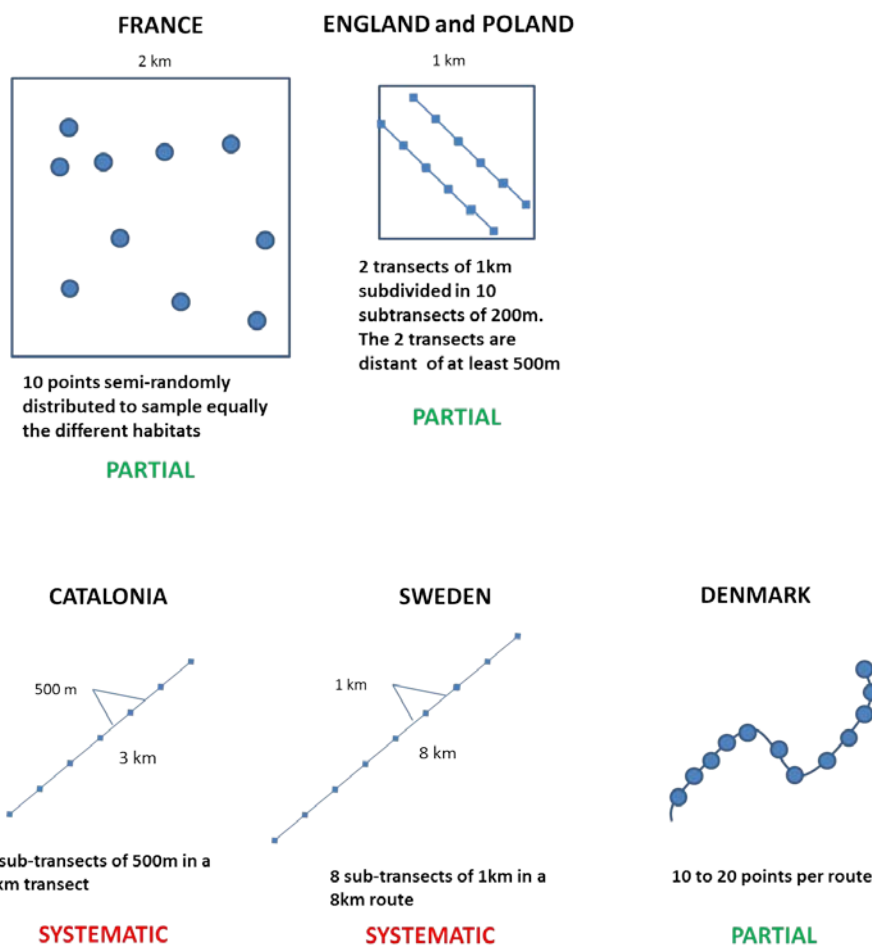 FRANCE
2 km
10 points semi-randomly
distributed to sample equally
the different habitats
PARTIAL
ENGLAND and POLAND
1 km
2 transects of 1km
subdivided in 10
subtransects of 200m.
The 2 transects are
distant of at least 500m
PARTIAL
CATALONIA
500 m
3 km
sub-transects of 500m in a
km transect
SYSTEMATIC
SWEDEN
1 km
8 km
8 sub-transects of 1km in a
8km route
SYSTEMATIC
DENMARK
10 to 20 points per route
PARTIAL